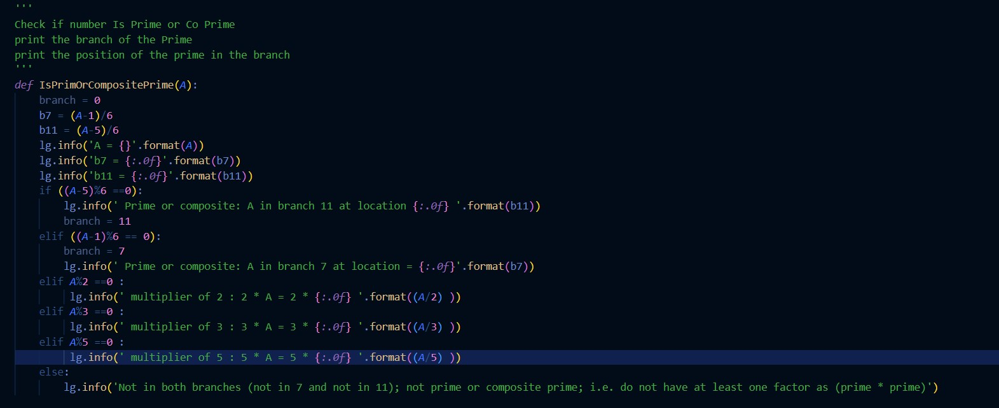 '''
Check if number Is Prime or Co Prime
print the branch of the Prime
print the position of the prime in the branch
'''
def IsPrimOrCompositePrime(A):
    branch = 0
    b7 = (A-1)/6
    b11 = (A-5)/6
    lg.info('A = {}'.format(A))
    lg.info('b7 = {:.0f}'.format(b7))
    lg.info('b11 = {:.0f}'.format(b11))
    if ((A-5)%6 ==0):
        lg.info(' Prime or composite: A in branch 11 at location {:.0f} '.format(b11))
        branch = 11
    elif ((A-1)%6 == 0):
        branch = 7
        lg.info(' Prime or composite: A in branch 7 at location = {:.0f}'.format(b7))
    elif A%2 ==0 :
         lg.info(' multiplier of 2 : 2 * A = 2 * {:.0f} '.format((A/2) ))
    elif A%3 ==0 :
         lg.info(' multiplier of 3 : 3 * A = 3 * {:.0f} '.format((A/3) ))
    elif A%5 ==0 :
         lg.info(' multiplier of 5 : 5 * A = 5 * {:.0f} '.format((A/5) ))
    else:
        lg.info('Not in both branches (not in 7 and not in 11); not prime or composite prime; i.e. do not have at least one factor as (prime * prime)')